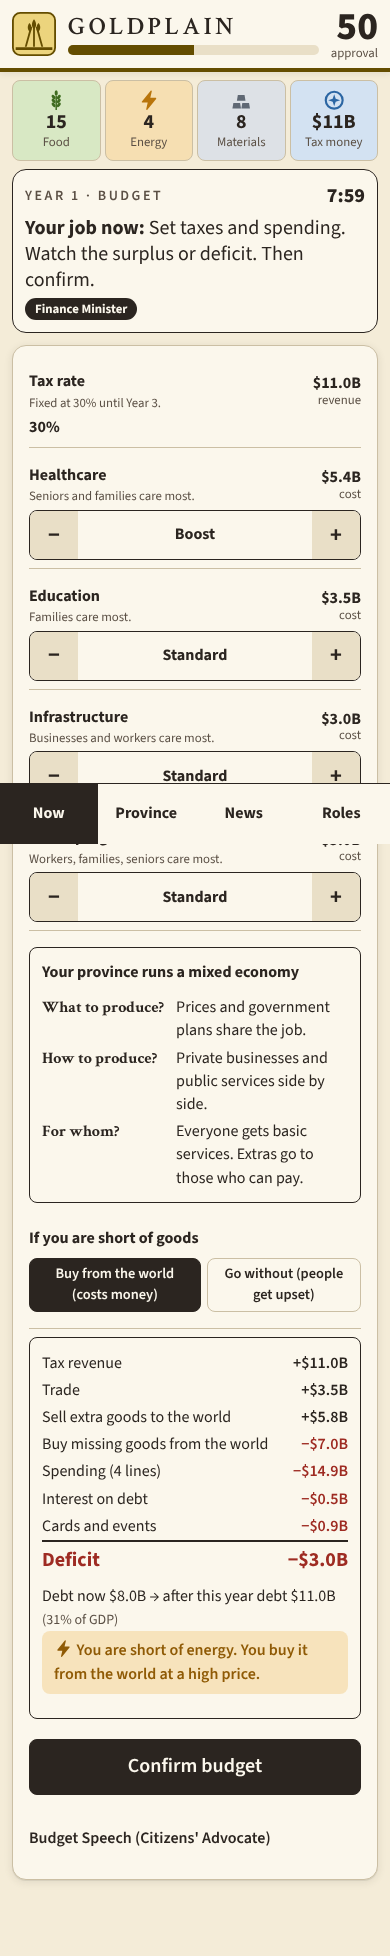 GOLDPLAIN
50
approval
15
Food
4
Energy
8
Materials
$11B
Tax money
YEAR 1 · BUDGET
7:59
Your job now: Set taxes and spending.
Watch the surplus or deficit. Then
confirm.
Finance Minister
Tax rate
$11.0B
Fixed at 30% until Year 3.
revenue
30%
Healthcare
$5.4B
Seniors and families care most.
cost
− Boost +
Education
$3.5B
Families care most.
cost
− Standard +
Infrastructure
$3.0B
Businesses and workers care most.
cost
− Standard +
Now
Province
News
Roles
Workers, families, seniors care most.
cost
− Standard +
Your province runs a mixed economy
What to produce? Prices and government
plans share the job.
How to produce? Private businesses and
public services side by
side.
For whom? Everyone gets basic
services. Extras go to
those who can pay.
If you are short of goods
Buy from the world
(costs money)
Go without (people
get upset)
Tax revenue +$11.0B
Trade +$3.5B
Sell extra goods to the world +$5.8B
Buy missing goods from the world −$7.0B
Spending (4 lines) −$14.9B
Interest on debt −$0.5B
Cards and events −$0.9B
Deficit −$3.0B
Debt now $8.0B → after this year debt $11.0B
(31% of GDP)
You are short of energy. You buy it
from the world at a high price.
Confirm budget
Budget Speech (Citizens' Advocate)